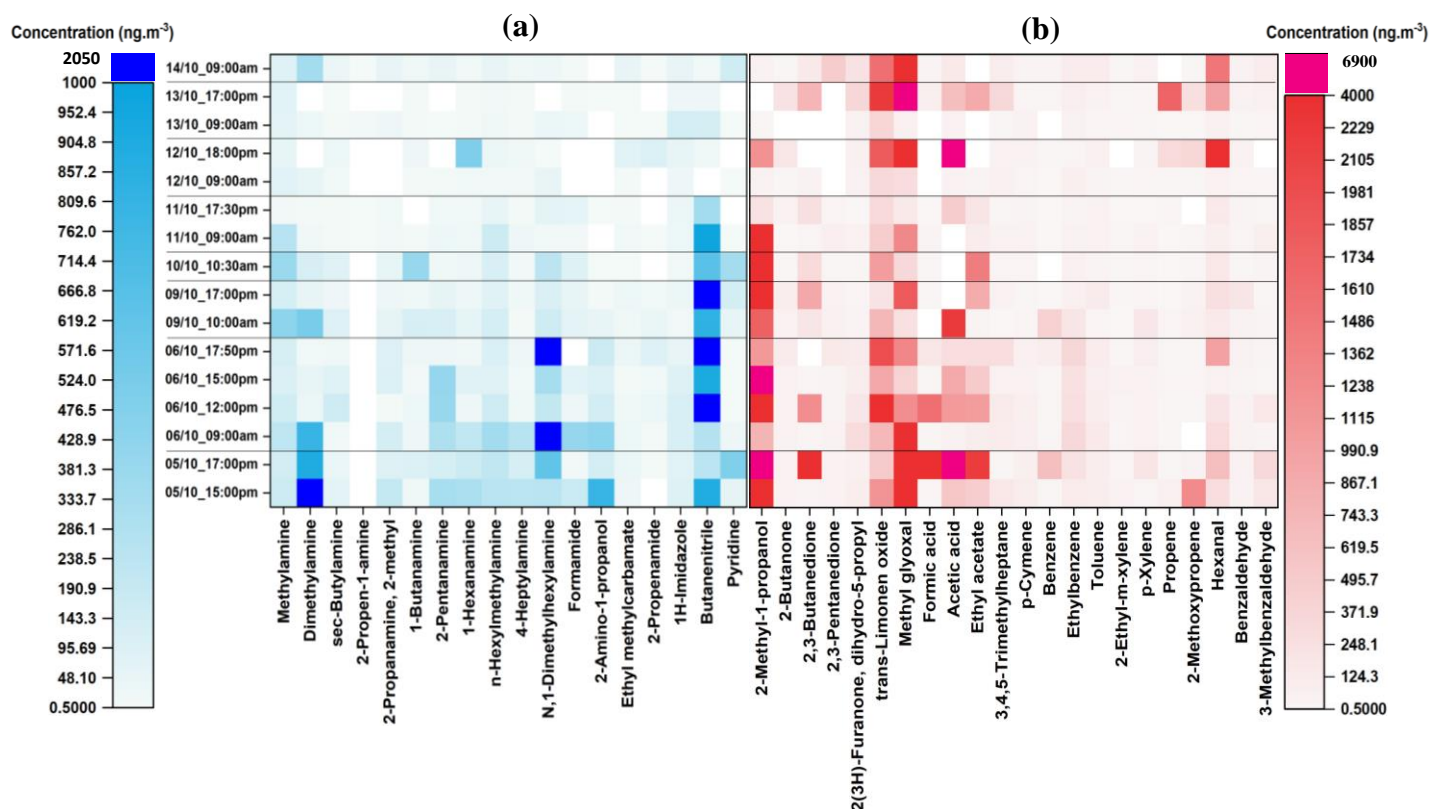 (a)
(b)
Concentration (ng.m⁻³)
2050
1000
952.4
904.8
857.2
809.6
762.0
714.4
666.8
619.2
571.6
524.0
476.5
428.9
381.3
333.7
286.1
238.5
190.9
143.3
95.69
48.10
0.5000
14/10_09:00am
13/10_17:00pm
13/10_09:00am
12/10_18:00pm
12/10_09:00am
11/10_17:30pm
11/10_09:00am
10/10_10:30am
09/10_17:00pm
09/10_10:00am
06/10_17:50pm
06/10_15:00pm
06/10_12:00pm
06/10_09:00am
05/10_17:00pm
05/10_15:00pm
Methylamine
Dimethylamine
sec-Butylamine
2-Propen-1-amine
2-Propanamine, 2-methyl
1-Butanamine
2-Pentanamine
1-Hexanamine
n-Hexylmethylamine
4-Heptylamine
N,1-Dimethylhexylamine
Formamide
2-Amino-1-propanol
Ethyl methylcarbamate
2-Propenamide
1H-Imidazole
Butanenitrile
Pyridine
2-Methyl-1-propanol
2-Butanone
2,3-Butanedione
2,3-Pentanedione
2(3H)-Furanone, dihydro-5-propyl
trans-Limonen oxide
Methyl glyoxal
Formic acid
Acetic acid
Ethyl acetate
3,4,5-Trimethylheptane
p-Cymene
Benzene
Ethylbenzene
Toluene
2-Ethyl-m-xylene
p-Xylene
Propene
2-Methoxypropene
Hexanal
Benzaldehyde
3-Methylbenzaldehyde
Concentration (ng.m⁻³)
6900
4000
2229
2105
1981
1857
1734
1610
1486
1362
1238
1115
990.9
867.1
743.3
619.5
495.7
371.9
248.1
124.3
0.5000